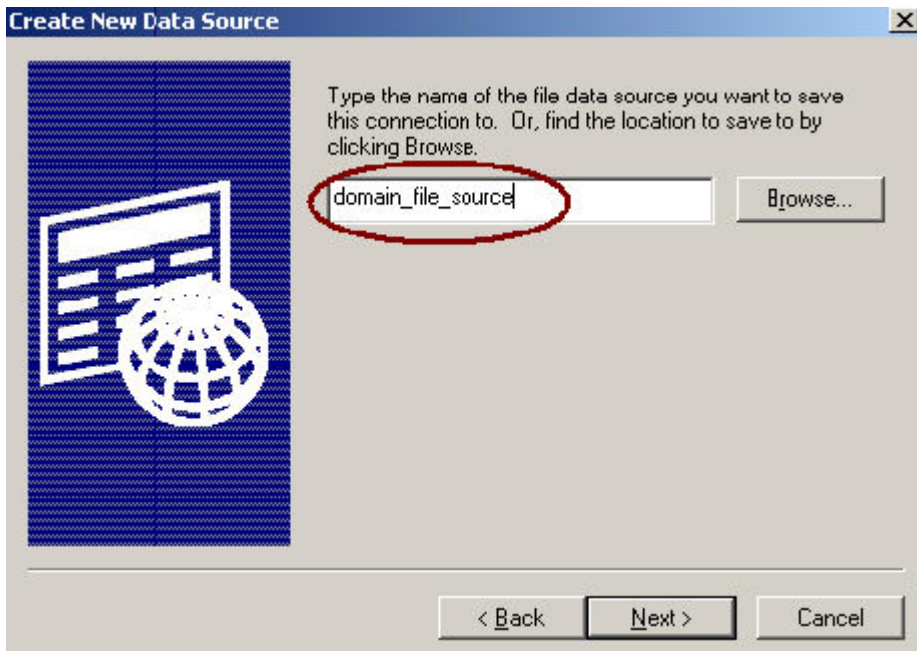 Create New Data Source
Type the name of the file data source you want to save
this connection to. Or, find the location to save to by
clicking Browse.
domain_file_source
Browse...
< Back
Next >
Cancel